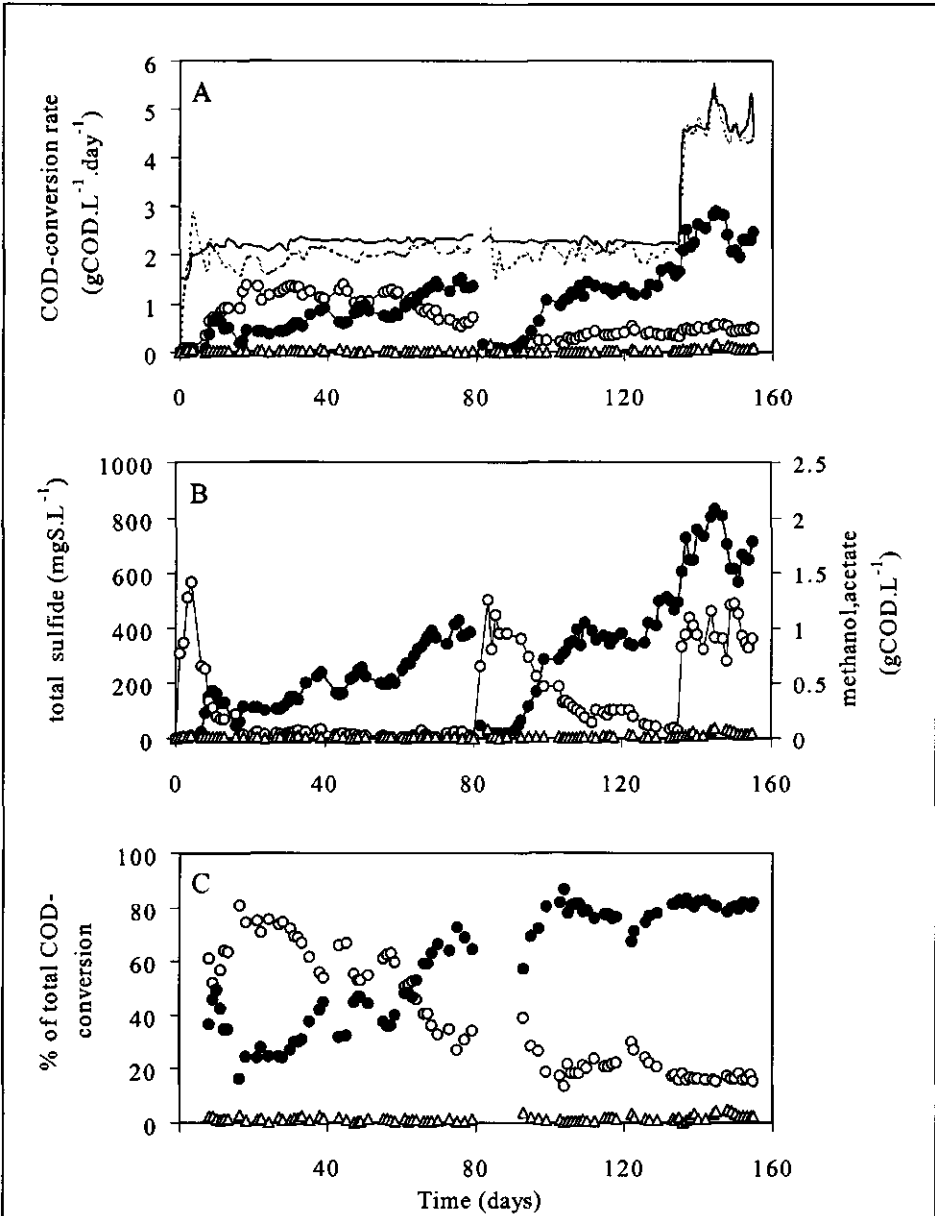 A
COD-conversion rate
(gCOD.L⁻¹.day⁻¹)
6
5
4
3
2
1
0
0 40 80 120 160
B
total sulfide (mgS.L⁻¹)
1000
800
600
400
200
0
2.5
2
1.5
1
0.5
0
methanol,acetate
(gCOD.L⁻¹)
0 40 80 120 160
C
% of total COD-
conversion
100
80
60
40
20
0
40 80 120 160
Time (days)